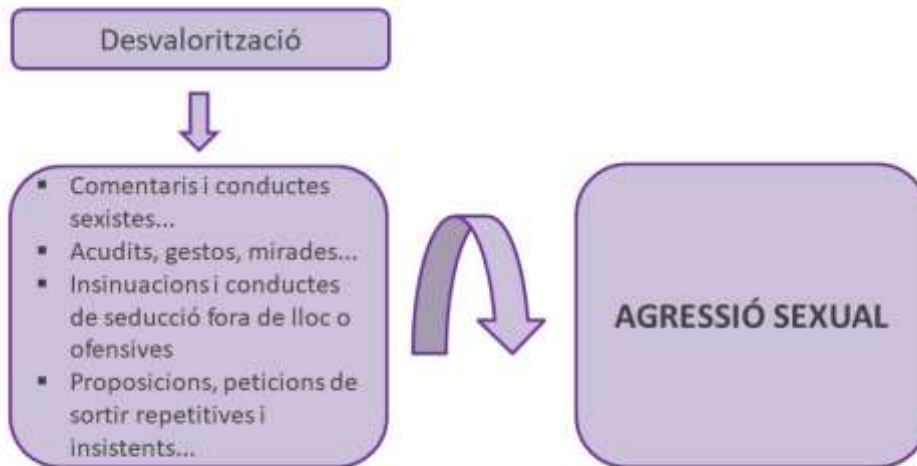 Desvalorització
▪ Comentaris i conductes
sexistes...
▪ Acudits, gestos, mirades...
▪ Insinuacions i conductes
de seducció fora de lloc o
ofensives
▪ Proposicions, peticions de
sortir repetitives i
insistents...
AGRESSIÓ SEXUAL